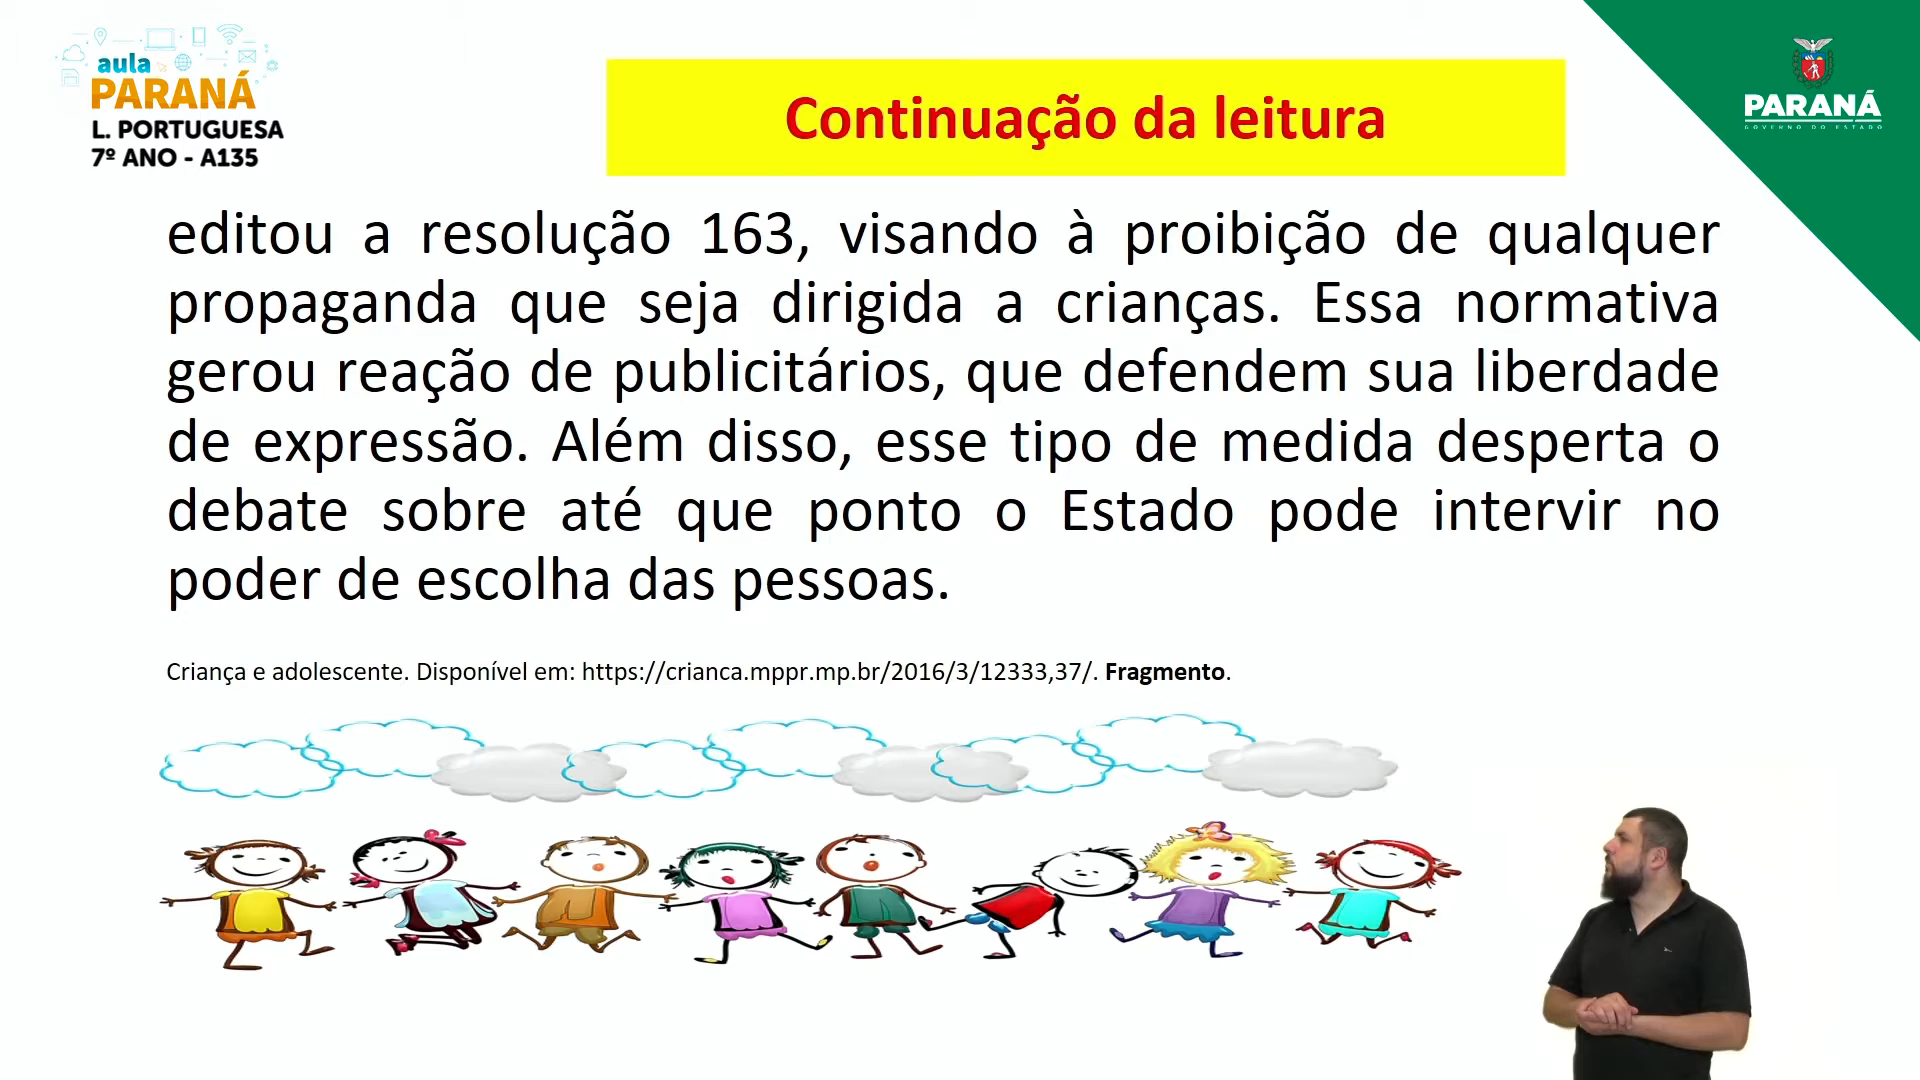 aula
PARANÁ
L. PORTUGUESA
7º ANO - A135
Continuação da leitura
PARANÁ
GOVERNO DO ESTADO
editou a resolução 163, visando à proibição de qualquer
propaganda que seja dirigida a crianças. Essa normativa
gerou reação de publicitários, que defendem sua liberdade
de expressão. Além disso, esse tipo de medida desperta o
debate sobre até que ponto o Estado pode intervir no
poder de escolha das pessoas.
Criança e adolescente. Disponível em: https://crianca.mppr.mp.br/2016/3/12333,37/. Fragmento.